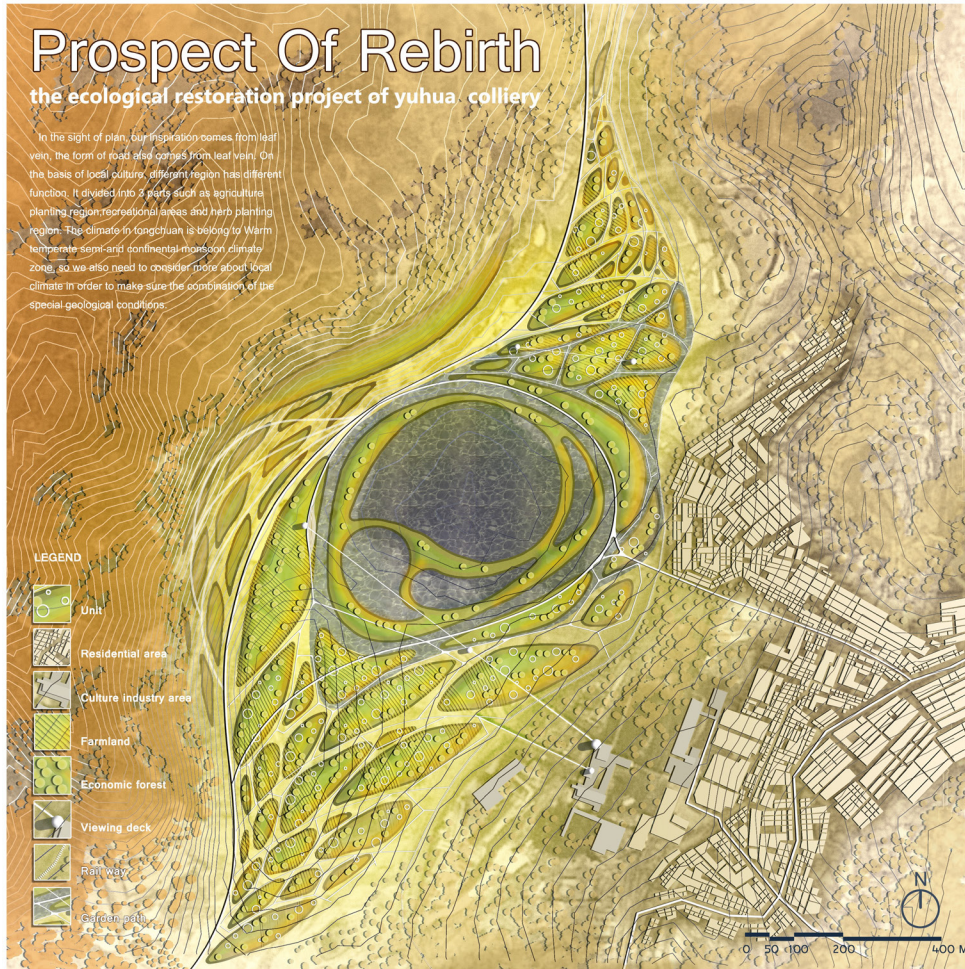 Prospect Of Rebirth
the ecological restoration project of yuhua colliery
In the sight of plan, our inspiration comes from leaf
vein, the form of road also comes from leaf vein. On
the basis of local culture, different region has different
function. It divided into 3 parts such as agriculture
planting region,recreational areas and herb planting
region. The climate in tongchuan is belong to Warm
temperate semi-arid continental monsoon climate
zone, so we also need to consider more about local
climate in order to make sure the combination of the
special geological conditions.
LEGEND
Unit
Residential area
Culture industry area
Farmland
Economic forest
Viewing deck
Rail way
Garden path
N
0 50 100 200 400 M